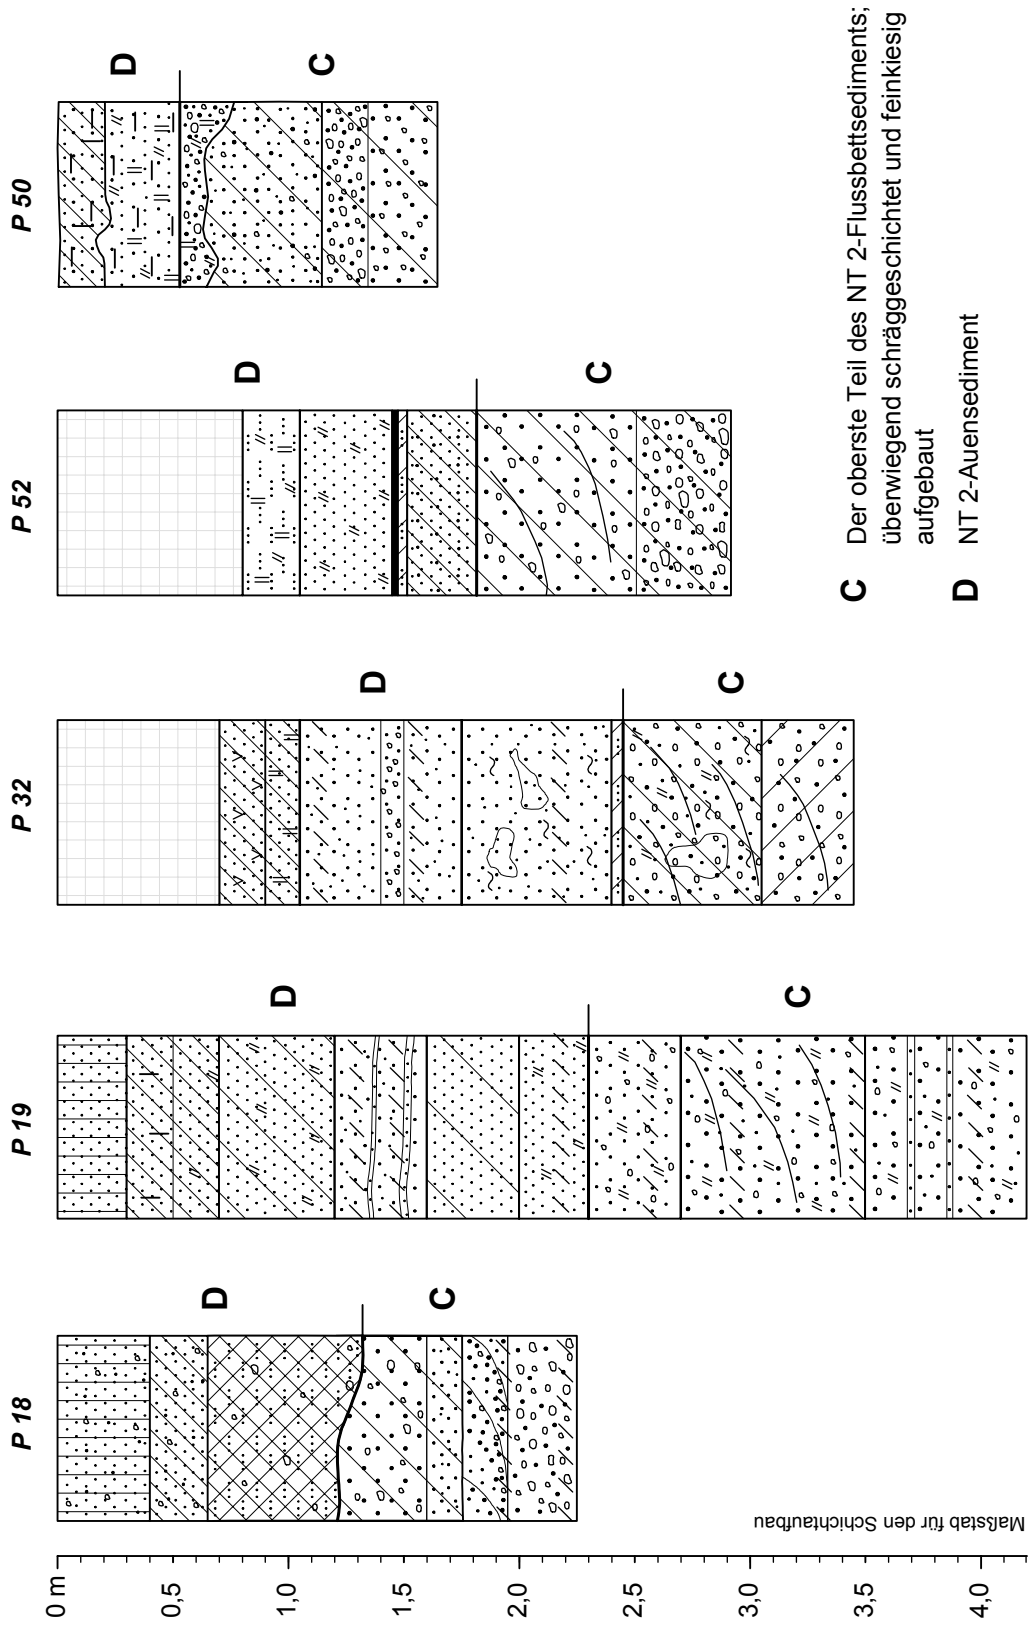 P 18
P 19
P 32
P 52
P 50
D
C
D
C
D
C
D
C
D
C
0 m
0,5
1,0
1,5
2,0
2,5
3,0
3,5
4,0
Maßstab für den Schichtaufbau
C Der oberste Teil des NT 2-Flussbettsediments;
überwiegend schräggeschichtet und feinkiesig
aufgebaut
D NT 2-Auensediment